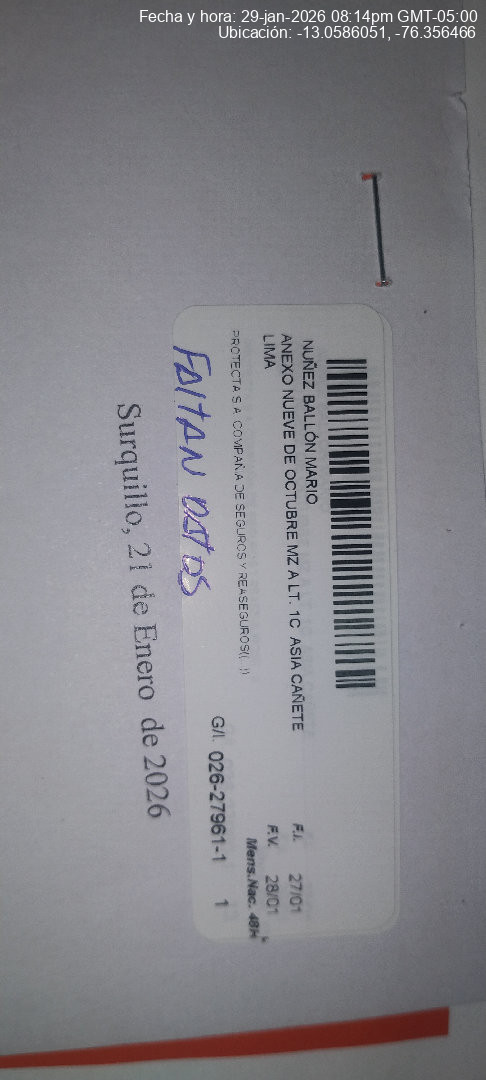 Fecha y hora: 29-jan-2026 08:14pm GMT-05:00
Ubicación: -13.0586051, -76.356466
NUÑEZ BALLÓN MARIO
ANEXO NUEVE DE OCTUBRE MZ A LT. 1C ASIA CAÑETE
LIMA
F.I. 27/01
F.V. 28/01
Mens.Nac. 48H
PROTECTA S A COMPAÑIA DE SEGUROS Y REASEGUROS
G/I. 026-27961-1 1
FALTAN DATOS
Surquillo, 21 de Enero de 2026